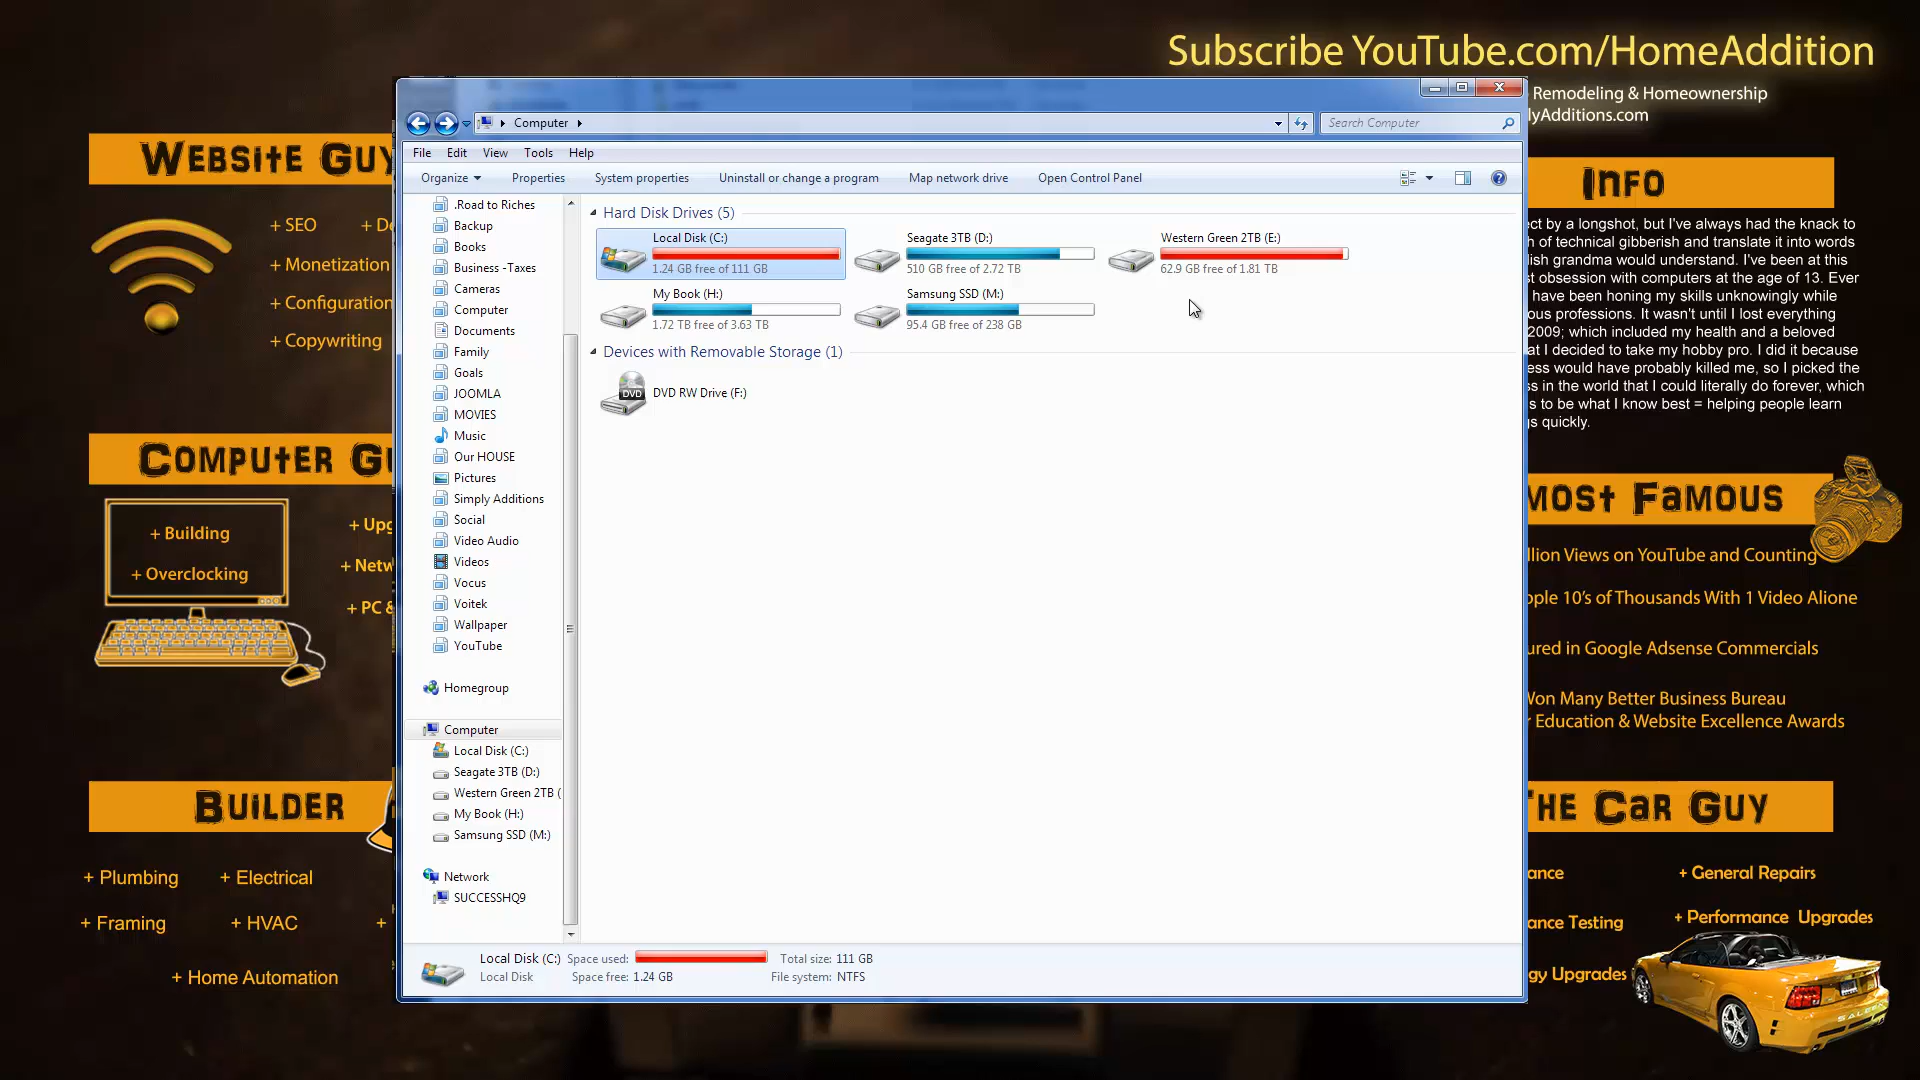 Subscribe YouTube.com/HomeAddition
Remodeling & Homeownership
lyAdditions.com
Website Guy
+ SEO
+ Monetization
+ Configuration
+ Copywriting
Computer
+ Building
+ Overclocking
+ Upg
+ Netw
+ PC &
Builder
+ Plumbing + Electrical
+ Framing + HVAC +
+ Home Automation
Computer
Search Computer
File Edit View Tools Help
Organize Properties System properties Uninstall or change a program Map network drive Open Control Panel
.Road to Riches
Backup
Books
Business -Taxes
Cameras
Computer
Documents
Family
Goals
JOOMLA
MOVIES
Music
Our HOUSE
Pictures
Simply Additions
Social
Video Audio
Videos
Vocus
Voitek
Wallpaper
YouTube
Homegroup
Computer
Local Disk (C:)
Seagate 3TB (D:)
Western Green 2TB (
My Book (H:)
Samsung SSD (M:)
Network
SUCCESSHQ9
Hard Disk Drives (5)
Local Disk (C:)
1.24 GB free of 111 GB
Seagate 3TB (D:)
510 GB free of 2.72 TB
Western Green 2TB (E:)
62.9 GB free of 1.81 TB
My Book (H:)
1.72 TB free of 3.63 TB
Samsung SSD (M:)
95.4 GB free of 238 GB
Devices with Removable Storage (1)
DVD
DVD RW Drive (F:)
Local Disk (C:) Space used: Total size: 111 GB
Local Disk Space free: 1.24 GB File system: NTFS
Info
ct by a longshot, but I've always had the knack to
h of technical gibberish and translate it into words
ish grandma would understand. I've been at this
t obsession with computers at the age of 13. Ever
have been honing my skills unknowingly while
ous professions. It wasn't until I lost everything
2009; which included my health and a beloved
at I decided to take my hobby pro. I did it because
ess would have probably killed me, so I picked the
s in the world that I could literally do forever, which
s to be what I know best = helping people learn
gs quickly.
most Famous
llion Views on YouTube and Counting
ople 10's of Thousands With 1 Video Alione
ured in Google Adsense Commercials
Won Many Better Business Bureau
r Education & Website Excellence Awards
The Car Guy
ance + General Repairs
ance Testing + Performance Upgrades
gy Upgrades
SALEEN